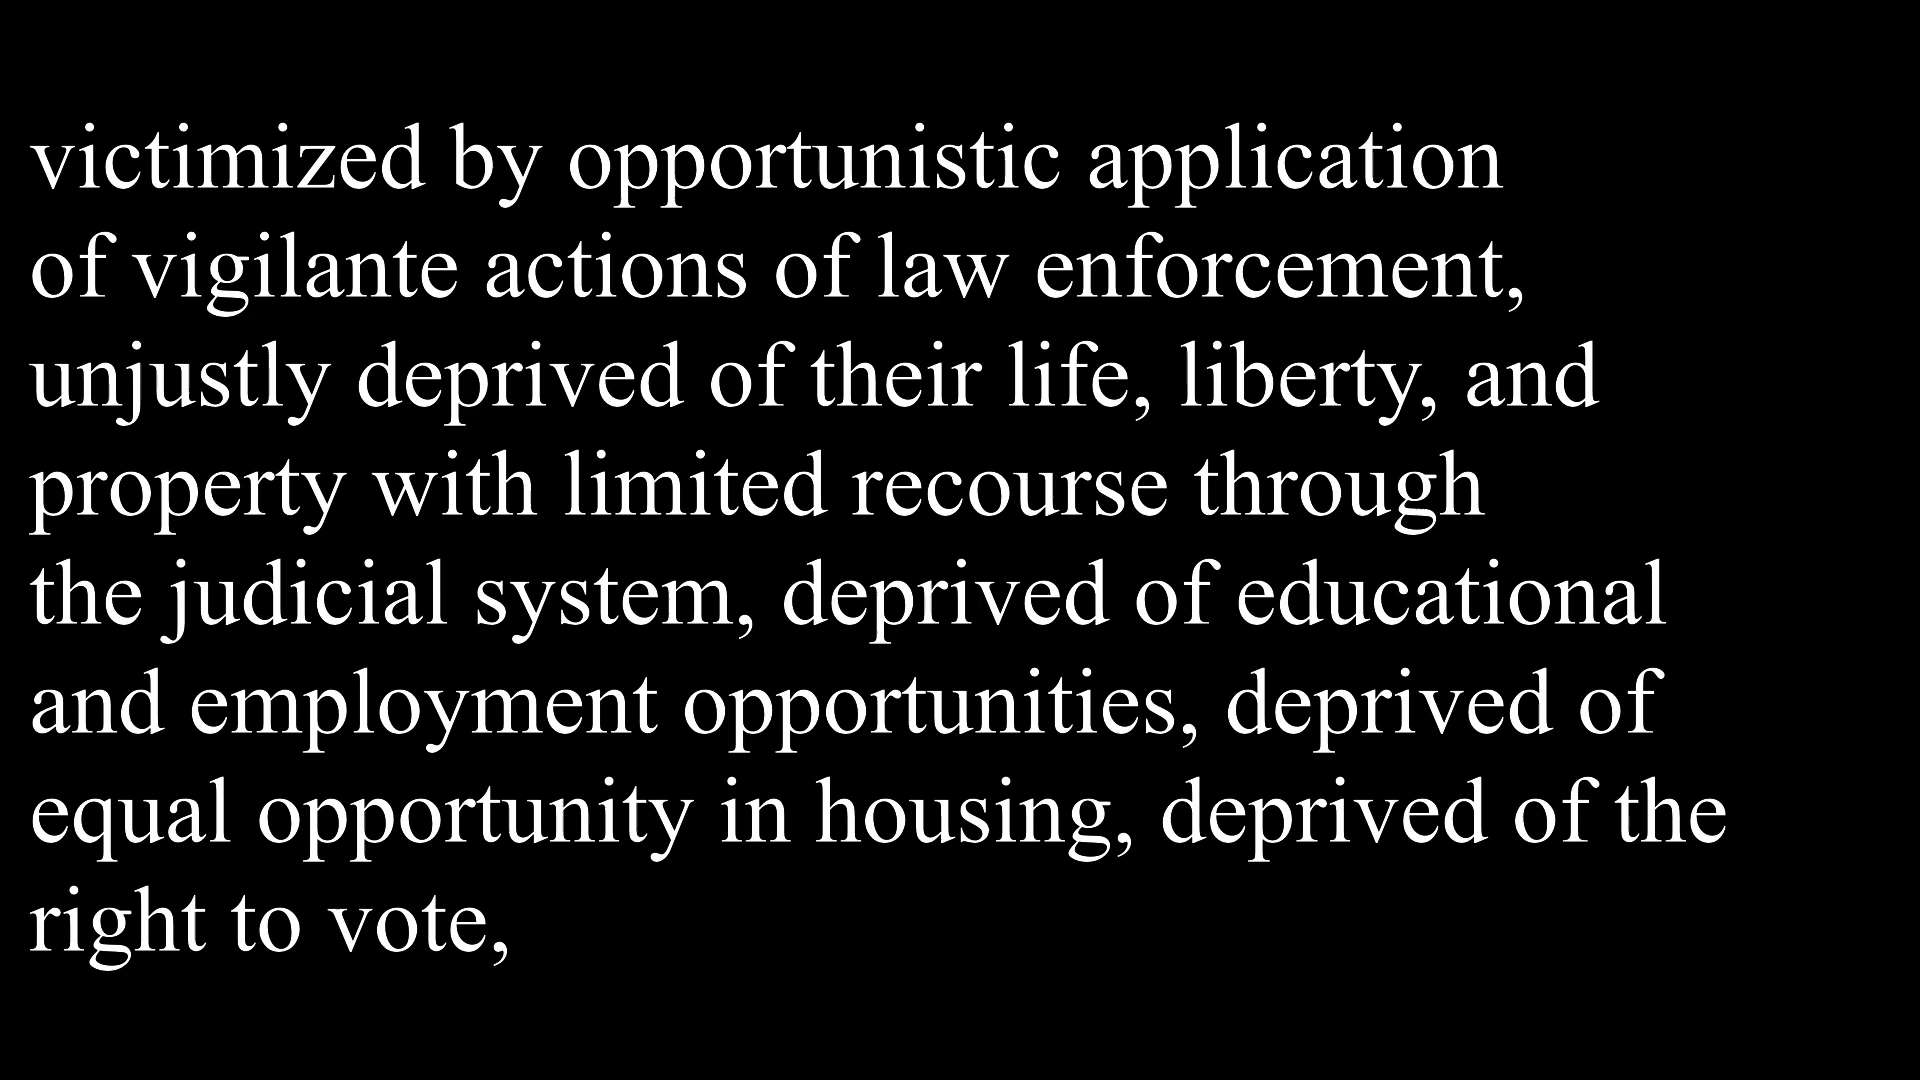 victimized by opportunistic application
of vigilante actions of law enforcement,
unjustly deprived of their life, liberty, and
property with limited recourse through
the judicial system, deprived of educational
and employment opportunities, deprived of
equal opportunity in housing, deprived of the
right to vote,